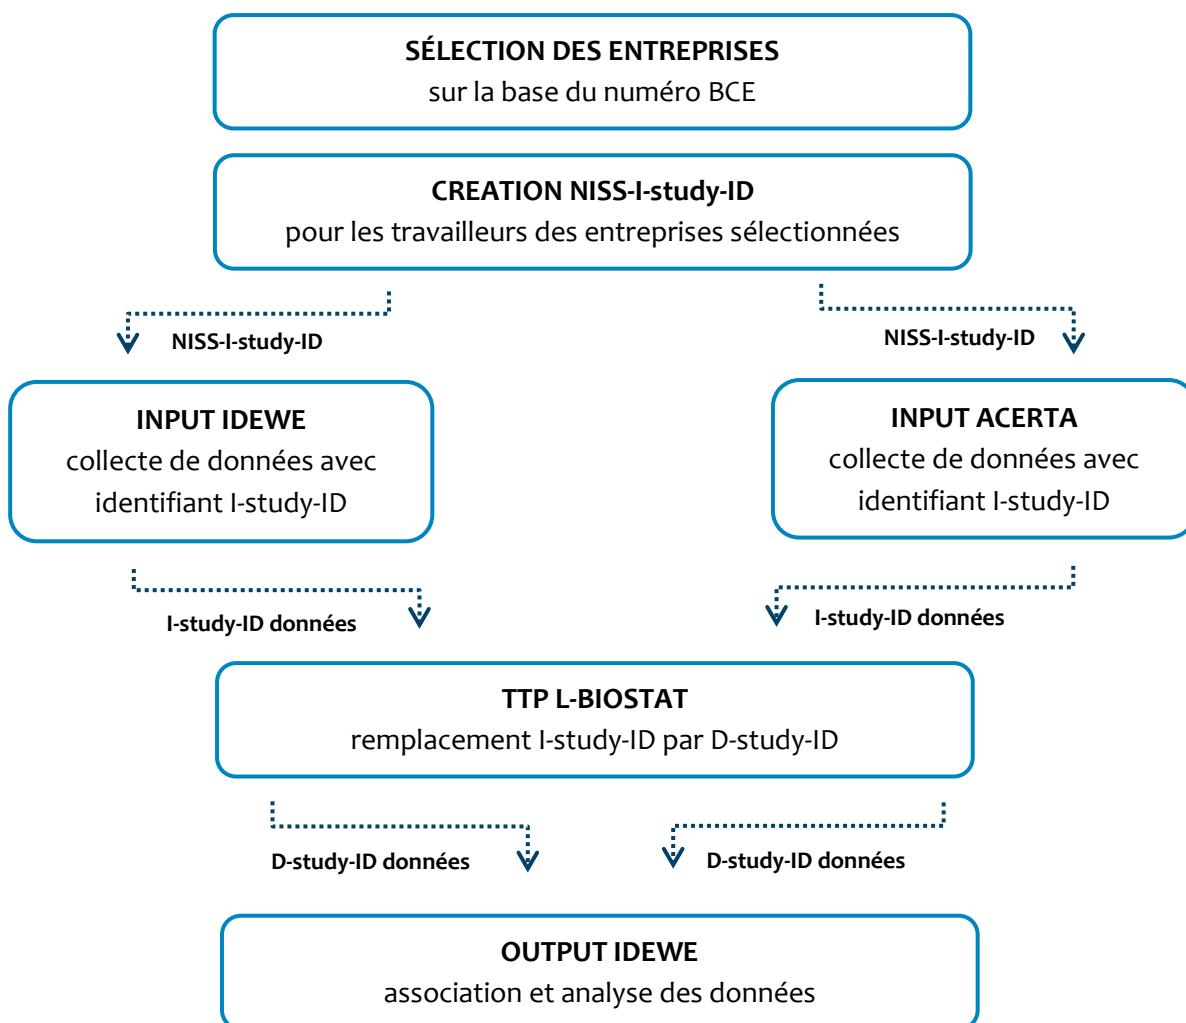 SÉLECTION DES ENTREPRISES
sur la base du numéro BCE
CREATION NISS-I-study-ID
pour les travailleurs des entreprises sélectionnées
NISS-I-study-ID
NISS-I-study-ID
INPUT IDEWE
collecte de données avec
identifiant I-study-ID
INPUT ACERTA
collecte de données avec
identifiant I-study-ID
I-study-ID données
I-study-ID données
TTP L-BIOSTAT
remplacement I-study-ID par D-study-ID
D-study-ID données
D-study-ID données
OUTPUT IDEWE
association et analyse des données